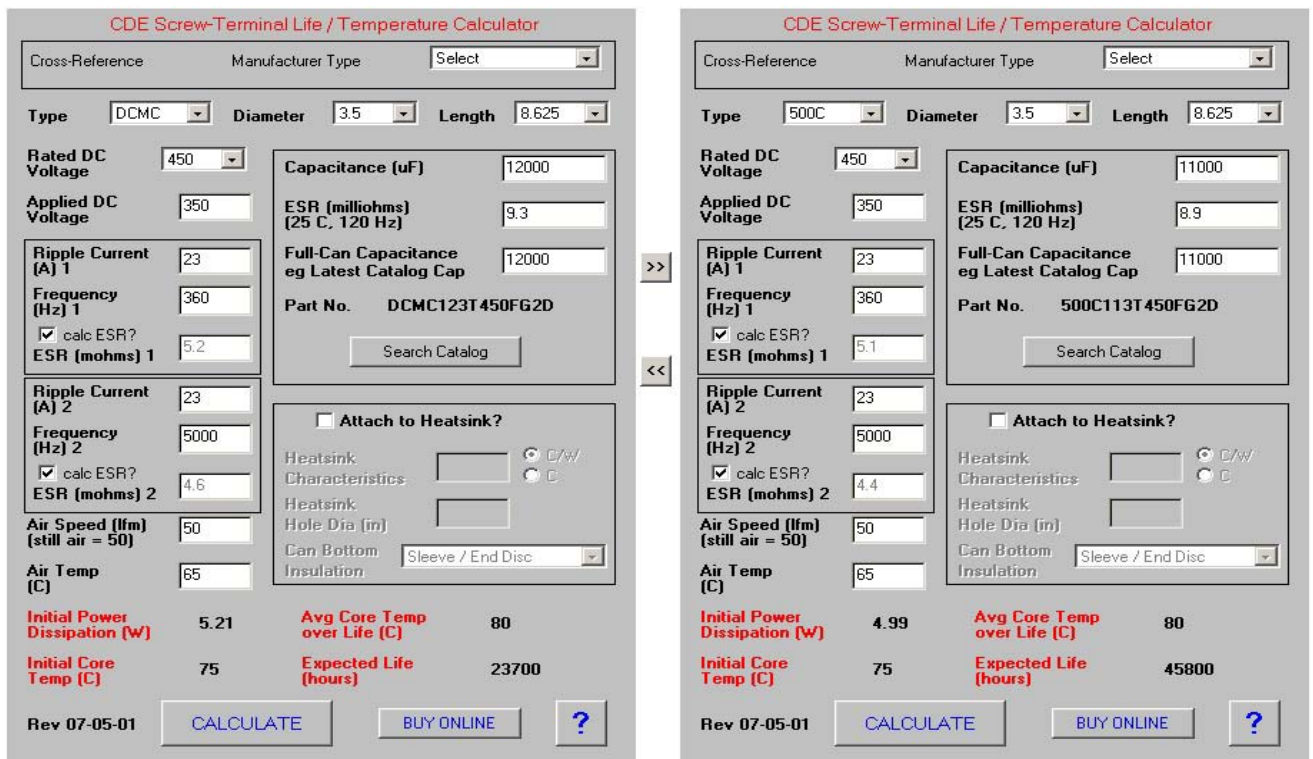 CDE Screw-Terminal Life / Temperature Calculator
Cross-Reference Manufacturer Type Select
Type DCMC Diameter 3.5 Length 8.625
Rated DC
Voltage
450
Applied DC
Voltage
350
Ripple Current
(A) 1
23
Frequency
(Hz) 1
360
calc ESR?
ESR (mohms) 1
5.2
Ripple Current
(A) 2
23
Frequency
(Hz) 2
5000
calc ESR?
ESR (mohms) 2
4.6
Air Speed (lfm)
(still air = 50)
50
Air Temp
(C)
65
Capacitance (uF) 12000
ESR (milliohms)
(25 C, 120 Hz)
9.3
Full-Can Capacitance
eg Latest Catalog Cap
12000
Part No. DCMC123T450FG2D
Search Catalog
Attach to Heatsink?
Heatsink
Characteristics
C/W
C
Heatsink
Hole Dia (in)
Can Bottom
Insulation
Sleeve / End Disc
Initial Power
Dissipation (W)
5.21
Avg Core Temp
over Life (C)
80
Initial Core
Temp (C)
75
Expected Life
(hours)
23700
Rev 07-05-01 CALCULATE BUY ONLINE ?
>>
<<
CDE Screw-Terminal Life / Temperature Calculator
Cross-Reference Manufacturer Type Select
Type 500C Diameter 3.5 Length 8.625
Rated DC
Voltage
450
Applied DC
Voltage
350
Ripple Current
(A) 1
23
Frequency
(Hz) 1
360
calc ESR?
ESR (mohms) 1
5.1
Ripple Current
(A) 2
23
Frequency
(Hz) 2
5000
calc ESR?
ESR (mohms) 2
4.4
Air Speed (lfm)
(still air = 50)
50
Air Temp
(C)
65
Capacitance (uF) 11000
ESR (milliohms)
(25 C, 120 Hz)
8.9
Full-Can Capacitance
eg Latest Catalog Cap
11000
Part No. 500C113T450FG2D
Search Catalog
Attach to Heatsink?
Heatsink
Characteristics
C/W
C
Heatsink
Hole Dia (in)
Can Bottom
Insulation
Sleeve / End Disc
Initial Power
Dissipation (W)
4.99
Avg Core Temp
over Life (C)
80
Initial Core
Temp (C)
75
Expected Life
(hours)
45800
Rev 07-05-01 CALCULATE BUY ONLINE ?